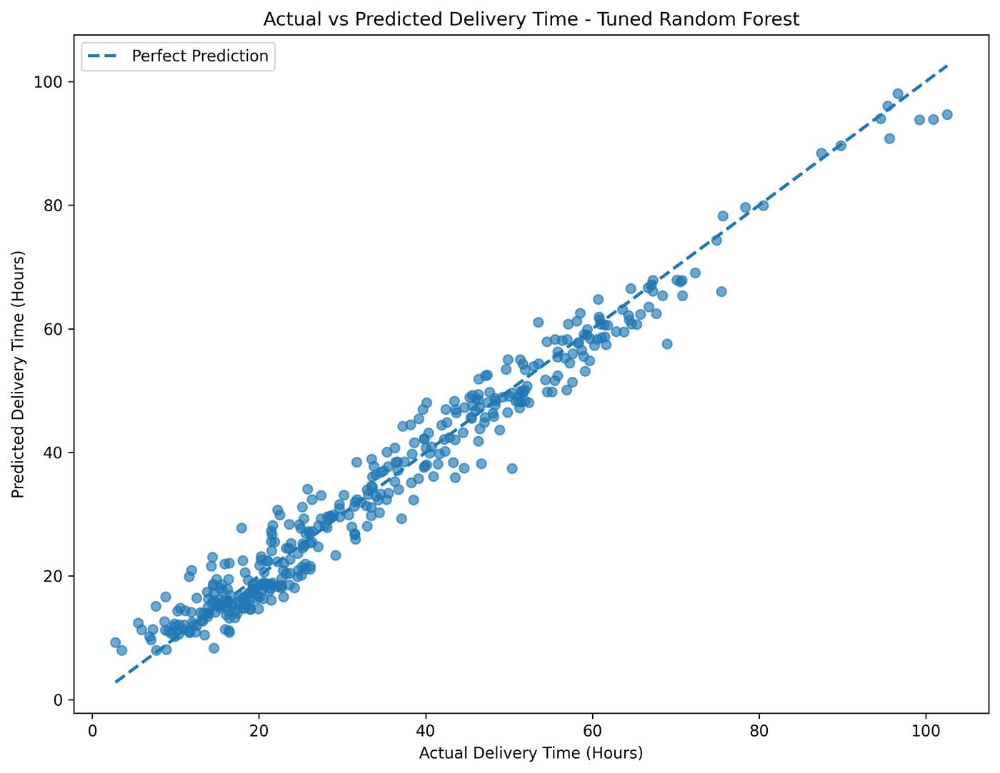 Actual vs Predicted Delivery Time - Tuned Random Forest
Perfect Prediction
100
80
60
40
20
0
Predicted Delivery Time (Hours)
0 20 40 60 80 100
Actual Delivery Time (Hours)